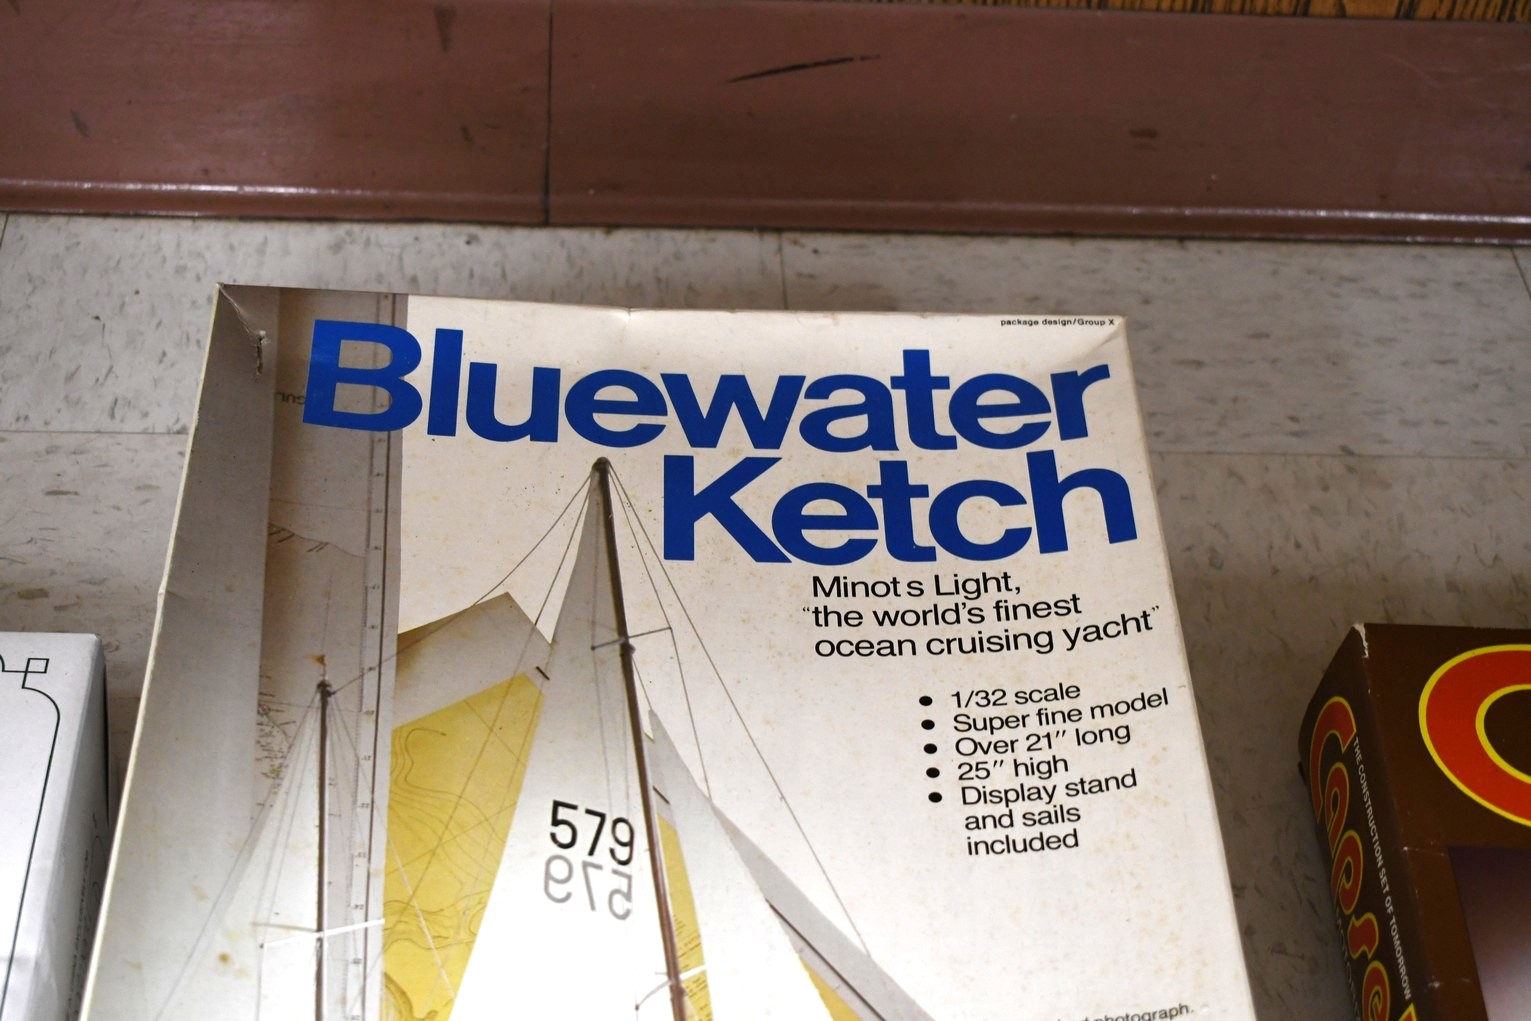 package design/Group X
Bluewater
Ketch
Minot s Light,
“the world’s finest
ocean cruising yacht”
• 1/32 scale
• Super fine model
• Over 21″ long
• 25″ high
• Display stand
and sails
included
579
579
photograph.
THE CONSTRUCTION SET OF TOMORROW